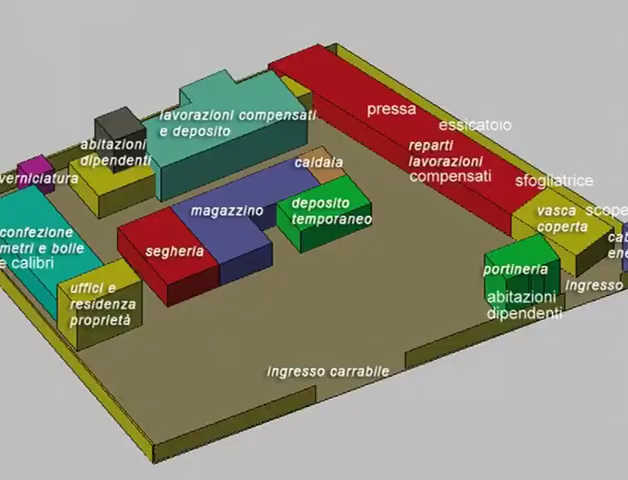 pressa
essicatoio
lavorazioni compensati
e deposito
abitazioni
dipendenti
reparti
lavorazioni
compensati
caldaia
verniciatura
sfogliatrice
magazzino
deposito
temporaneo
vasca
coperta
confezione
metri e bolle
e calibri
segheria
portineria
ingresso
uffici e
residenza
proprietà
abitazioni
dipendenti
ingresso carrabile